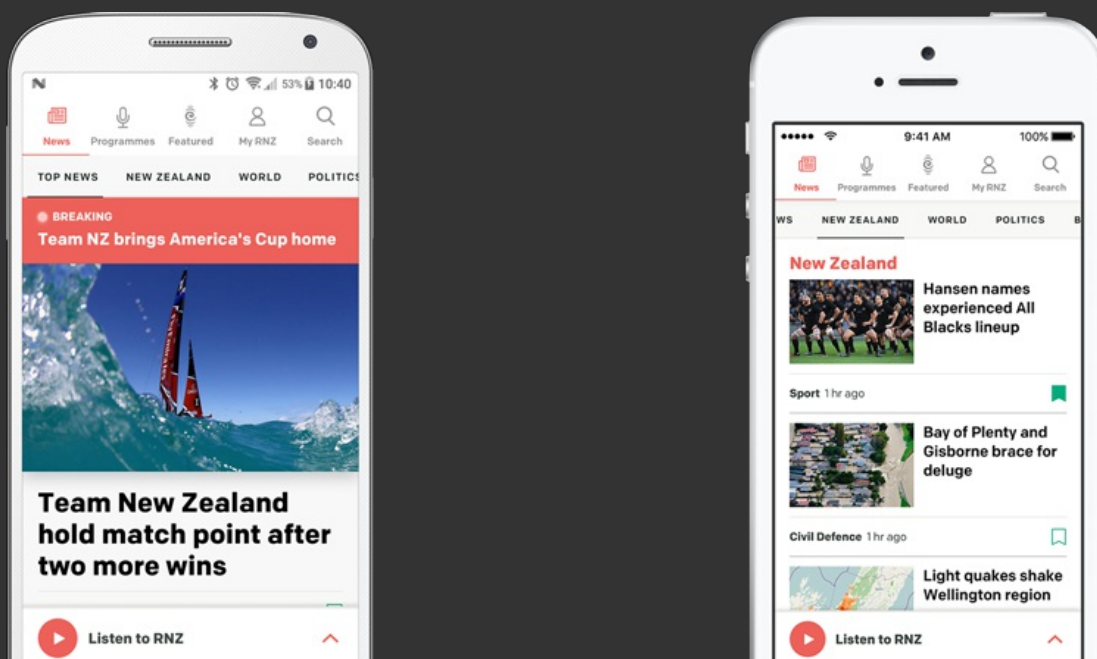 53% 10:40
News Programmes Featured My RNZ Search
TOP NEWS NEW ZEALAND WORLD POLITICS
BREAKING
Team NZ brings America's Cup home
Team New Zealand
hold match point after
two more wins
Listen to RNZ
9:41 AM 100%
News Programmes Featured My RNZ Search
WS NEW ZEALAND WORLD POLITICS B
New Zealand
Hansen names
experienced All
Blacks lineup
Sport 1 hr ago
Bay of Plenty and
Gisborne brace for
deluge
Civil Defence 1 hr ago
Light quakes shake
Wellington region
Listen to RNZ